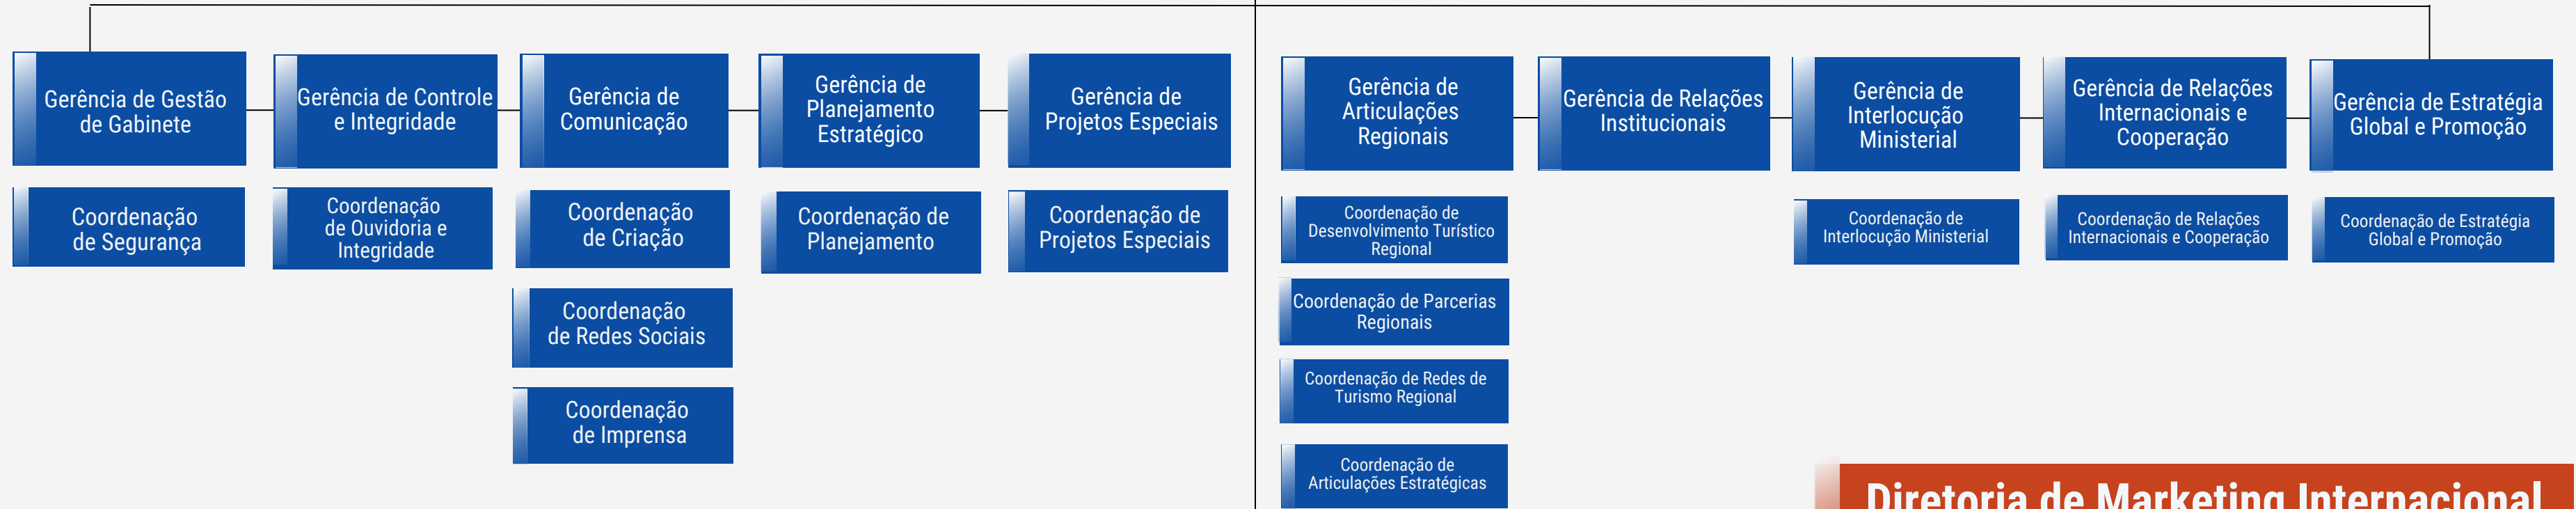 Gerência de Gestão
de Gabinete
Gerência de Controle
e Integridade
Gerência de
Comunicação
Gerência de
Planejamento
Estratégico
Gerência de
Projetos Especiais
Gerência de
Articulações
Regionais
Gerência de Relações
Institucionais
Gerência de
Interlocução
Ministerial
Gerência de Relações
Internacionais e
Cooperação
Gerência de Estratégia
Global e Promoção
Coordenação
de Segurança
Coordenação
de Ouvidoria e
Integridade
Coordenação
de Criação
Coordenação de
Planejamento
Coordenação de
Projetos Especiais
Coordenação de
Desenvolvimento Turístico
Regional
Coordenação de
Interlocução Ministerial
Coordenação de Relações
Internacionais e Cooperação
Coordenação de Estratégia
Global e Promoção
Coordenação
de Redes Sociais
Coordenação de Parcerias
Regionais
Coordenação de Redes de
Turismo Regional
Coordenação
de Imprensa
Coordenação de
Articulações Estratégicas
Diretoria de Marketing Internacional